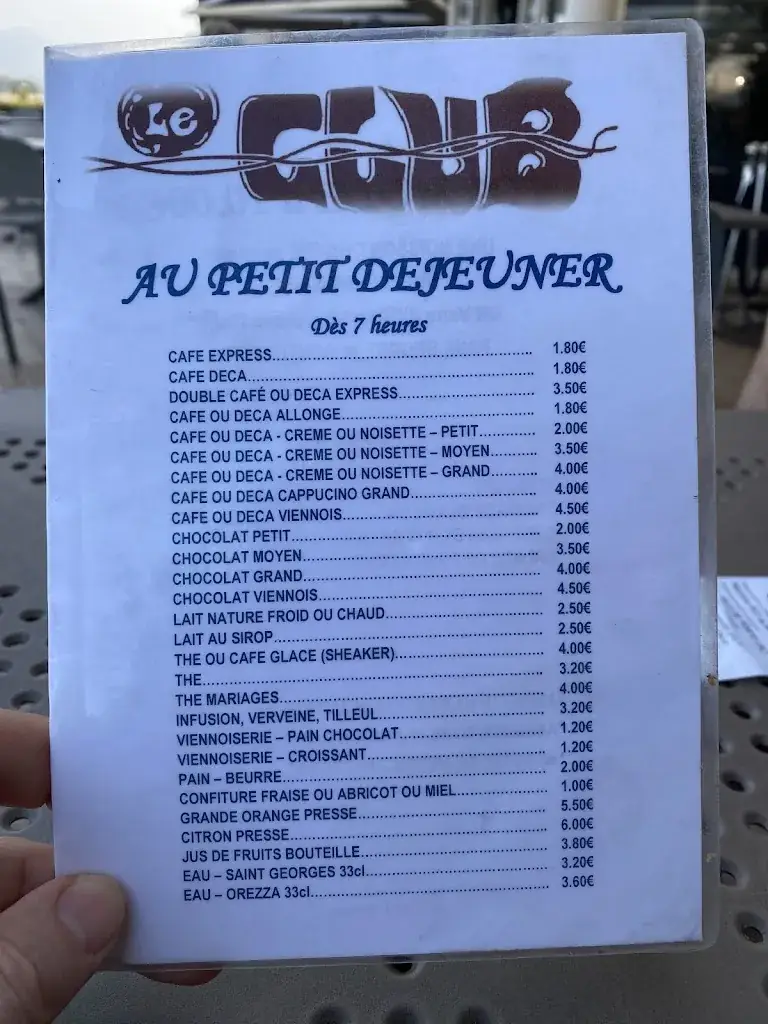 Le CLUB
AU PETIT DEJEUNER
Dès 7 heures
CAFE EXPRESS.......... 1.80€
CAFE DECA.......... 1.80€
DOUBLE CAFÉ OU DECA EXPRESS.......... 3.50€
CAFE OU DECA ALLONGE.......... 1.80€
CAFE OU DECA - CREME OU NOISETTE – PETIT.......... 2.00€
CAFE OU DECA - CREME OU NOISETTE – MOYEN.......... 3.50€
CAFE OU DECA - CREME OU NOISETTE – GRAND.......... 4.00€
CAFE OU DECA CAPPUCINO GRAND.......... 4.00€
CAFE OU DECA VIENNOIS.......... 4.50€
CHOCOLAT PETIT.......... 2.00€
CHOCOLAT MOYEN.......... 3.50€
CHOCOLAT GRAND.......... 4.00€
CHOCOLAT VIENNOIS.......... 4.50€
LAIT NATURE FROID OU CHAUD.......... 2.50€
LAIT AU SIROP.......... 2.50€
THE OU CAFE GLACE (SHEAKER).......... 4.00€
THE.......... 3.20€
THE MARIAGES.......... 4.00€
INFUSION, VERVEINE, TILLEUL.......... 3.20€
VIENNOISERIE – PAIN CHOCOLAT.......... 1.20€
VIENNOISERIE – CROISSANT.......... 1.20€
PAIN – BEURRE.......... 2.00€
CONFITURE FRAISE OU ABRICOT OU MIEL.......... 1.00€
GRANDE ORANGE PRESSE.......... 5.50€
CITRON PRESSE.......... 6.00€
JUS DE FRUITS BOUTEILLE.......... 3.80€
EAU – SAINT GEORGES 33cl.......... 3.20€
EAU – OREZZA 33cl.......... 3.60€